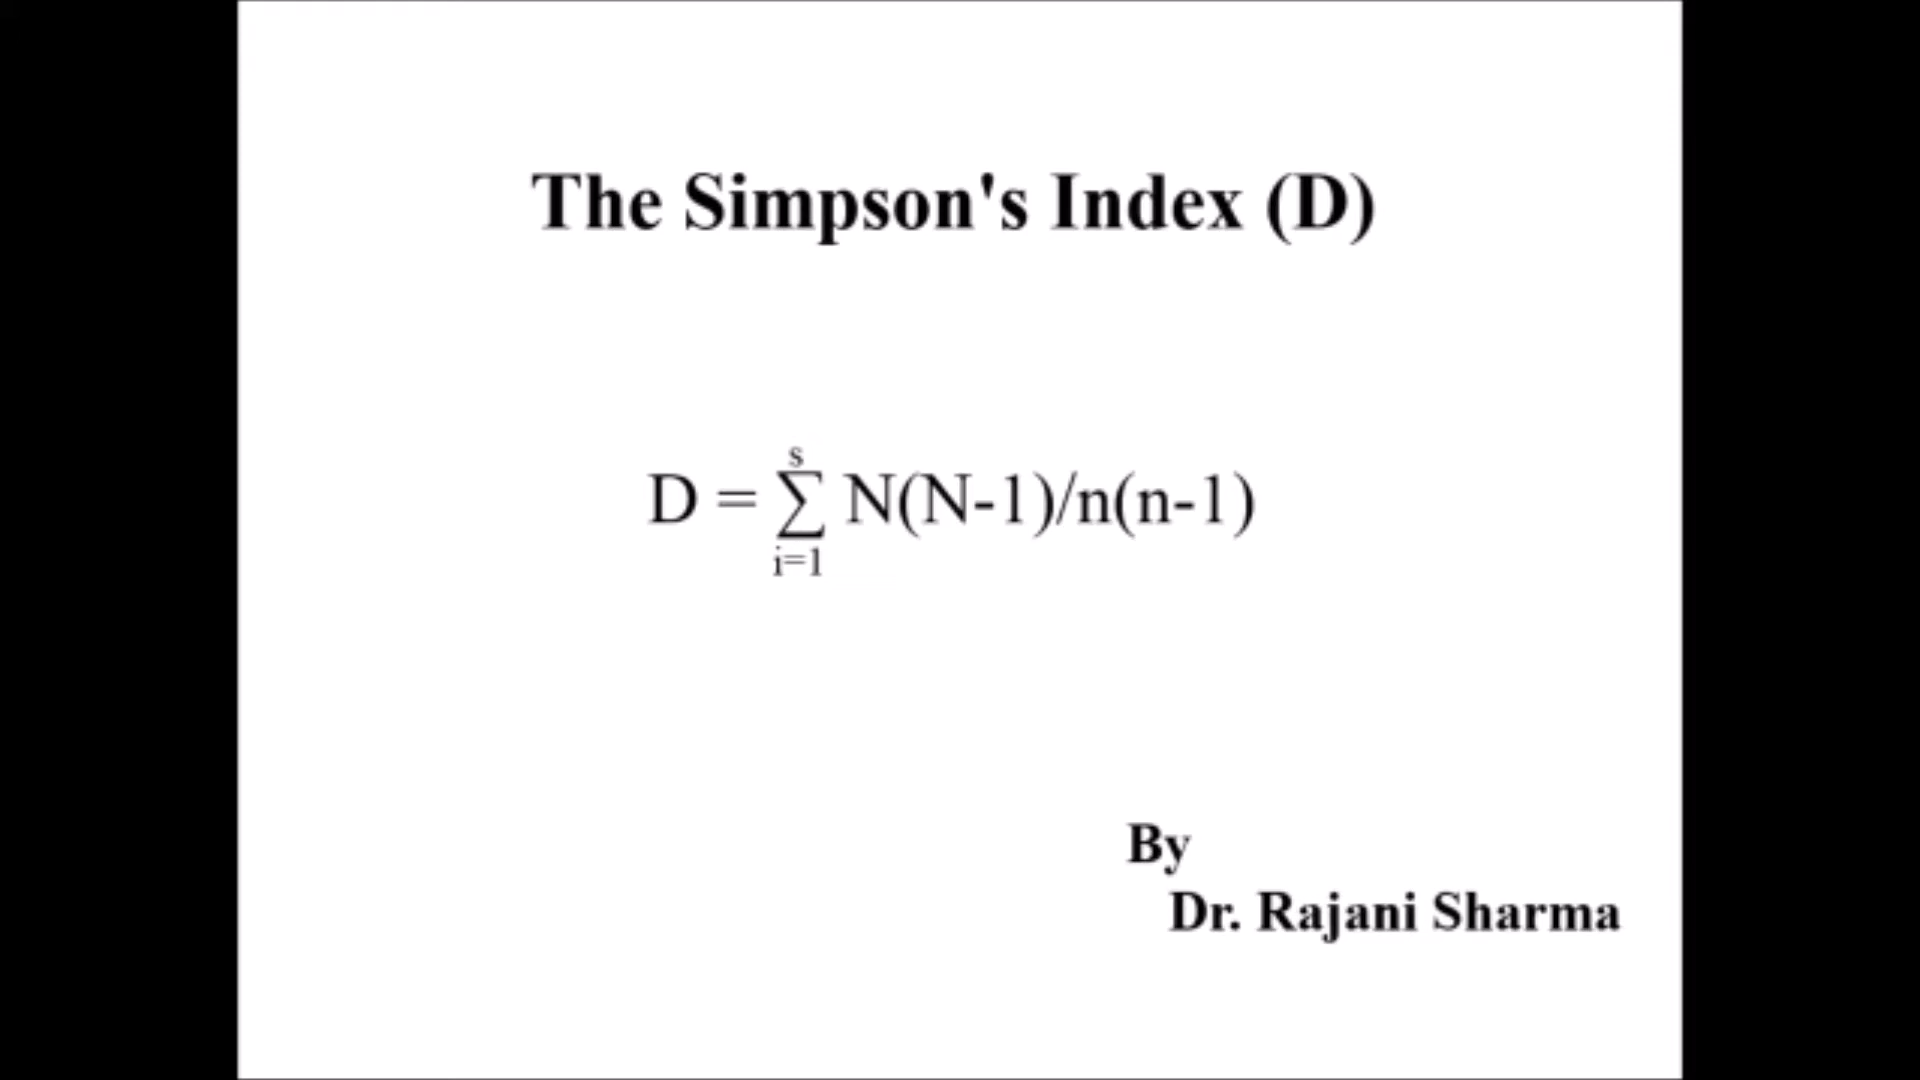 The Simpson's Index (D)
D = s∑i=1 N(N-1)/n(n-1)
By
Dr. Rajani Sharma